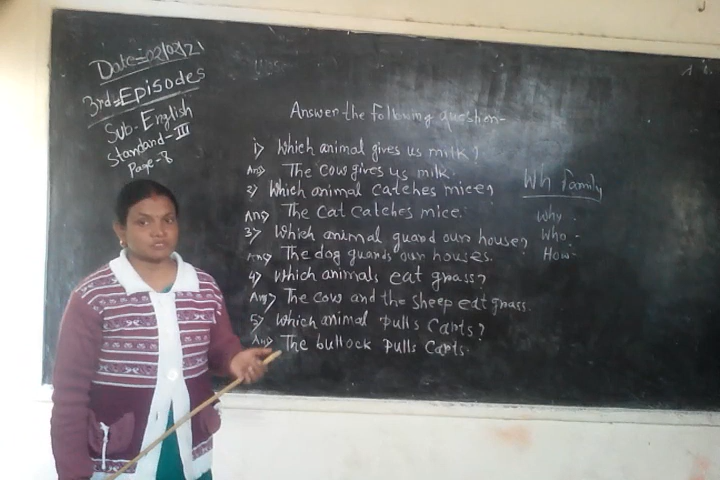 Date=02/02/21
3rd=Episodes
Sub-English
Standard-III
Page-8
Answer the following question-
1> Which animal gives us milk?
Ans> The cow gives us milk.
2> Which animal catches mice?
Ans> The cat catches mice.
3> Which animal guard our house?
Ans> The dog guards our houses.
4> Which animals eat grass?
Ans> The cow and the sheep eat grass.
5> Which animal pulls carts?
Ans> The bullock pulls carts.
Wh family
Why-
Who-
How-